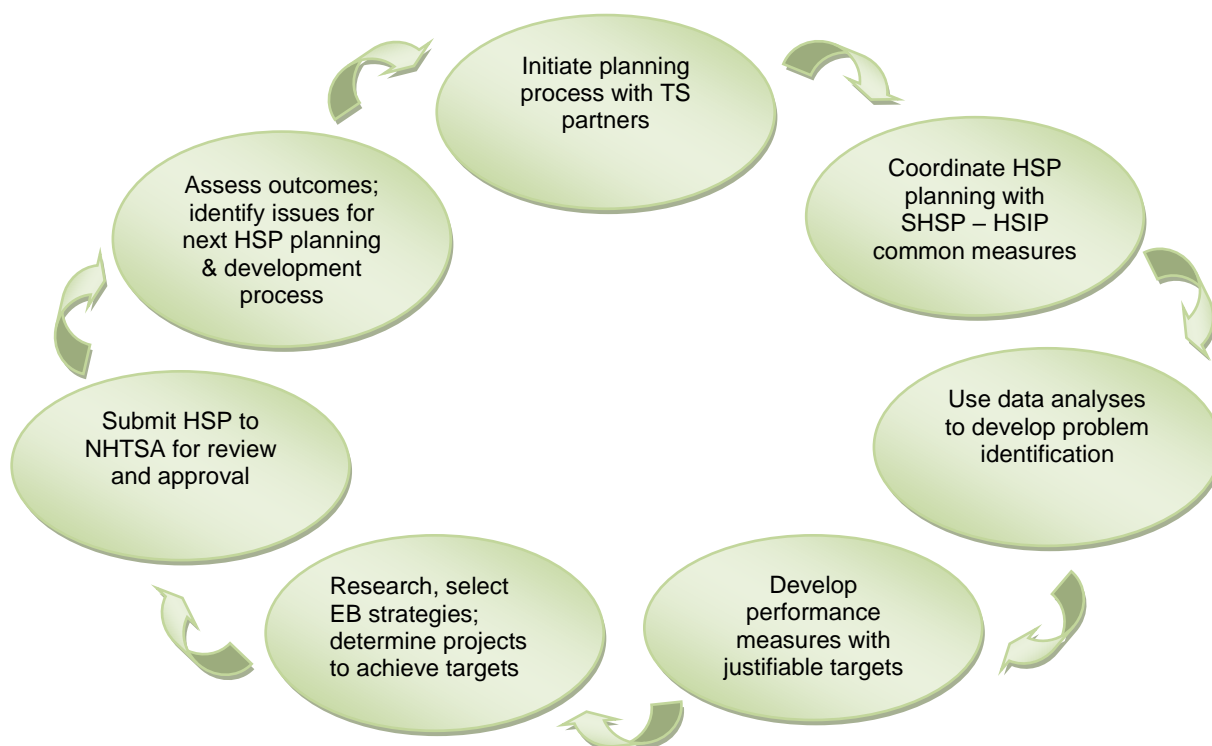 Initiate planning
process with TS
partners
Coordinate HSP
planning with
SHSP – HSIP
common measures
Use data analyses
to develop problem
identification
Develop
performance
measures with
justifiable targets
Research, select
EB strategies;
determine projects
to achieve targets
Submit HSP to
NHTSA for review
and approval
Assess outcomes;
identify issues for
next HSP planning
& development
process